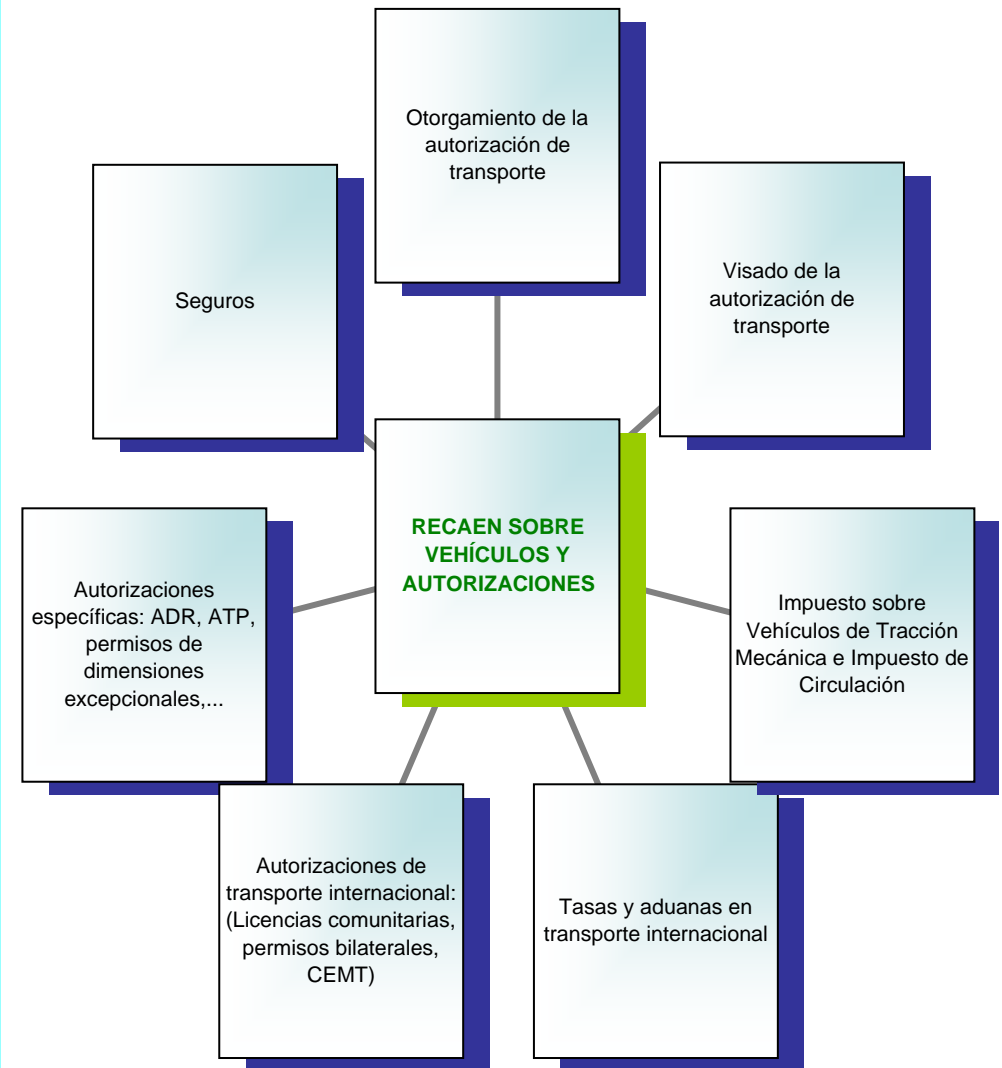 Otorgamiento de la
autorización de
transporte
Seguros
Visado de la
autorización de
transporte
RECAEN SOBRE
VEHÍCULOS Y
AUTORIZACIONES
Autorizaciones
específicas: ADR, ATP,
permisos de
dimensiones
excepcionales,...
Impuesto sobre
Vehículos de Tracción
Mecánica e Impuesto de
Circulación
Autorizaciones de
transporte internacional:
(Licencias comunitarias,
permisos bilaterales,
CEMT)
Tasas y aduanas en
transporte internacional